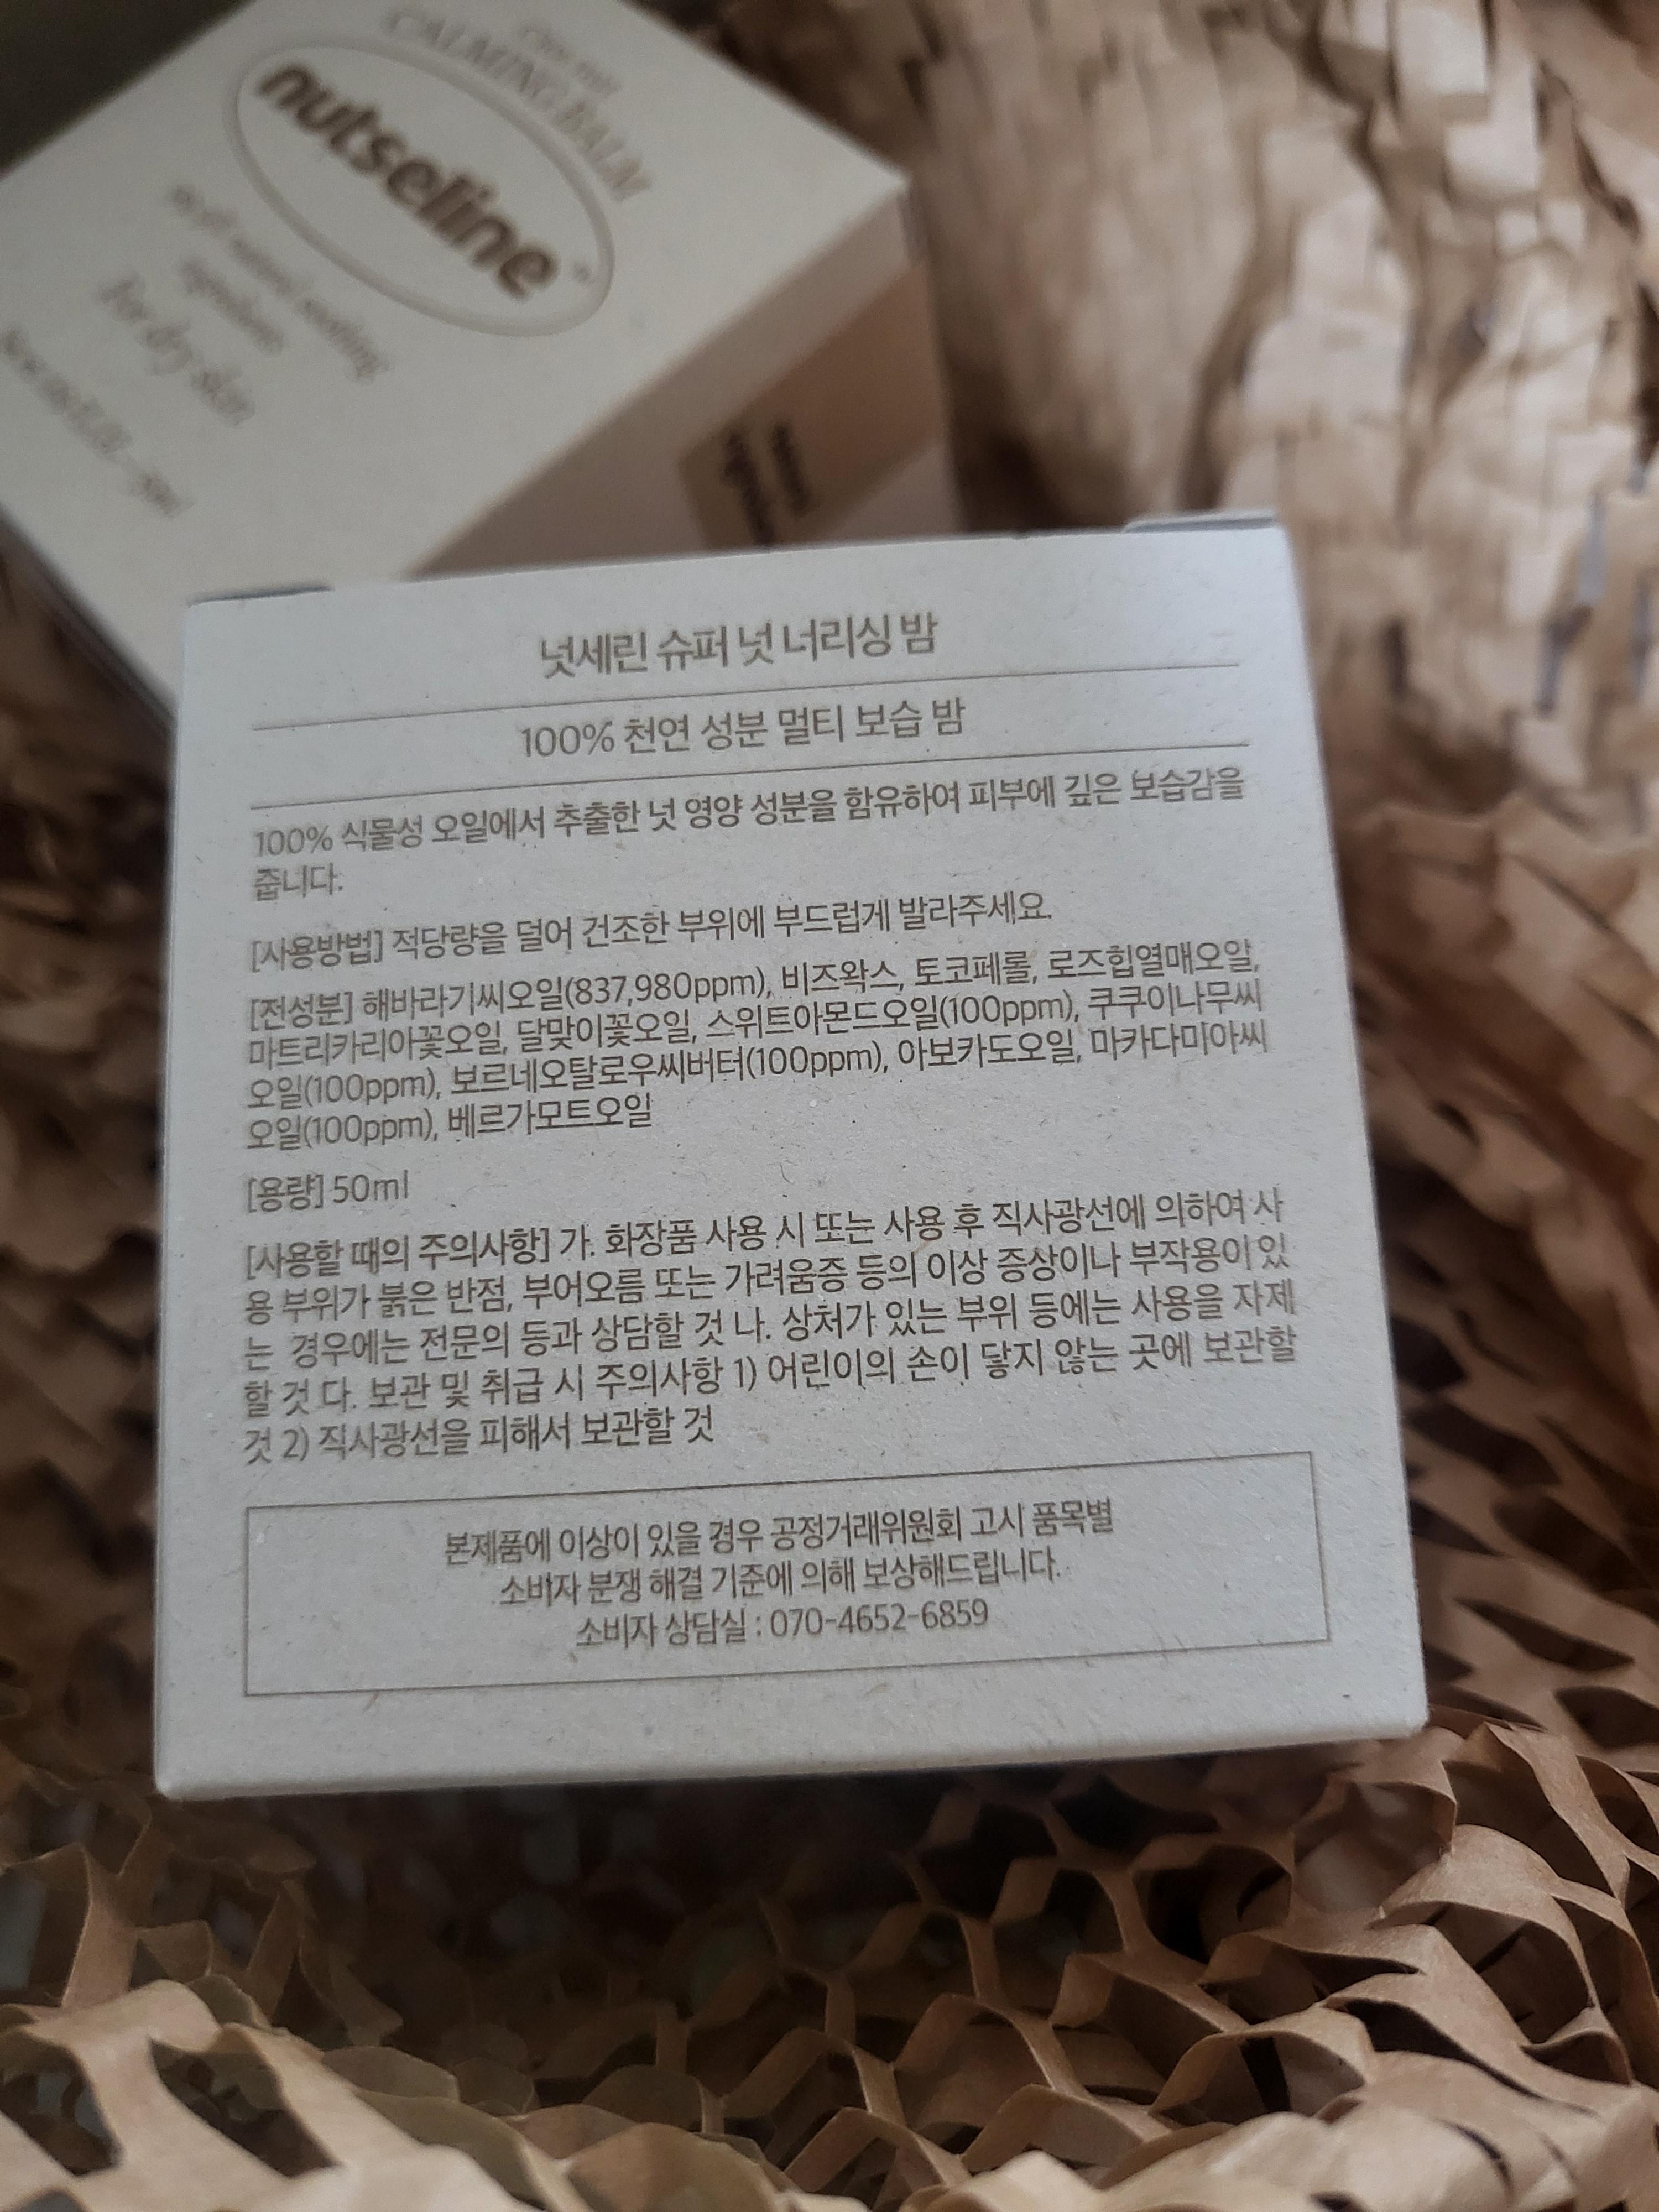 CALMING BALM
nutseline
for dry skin
넛세린 슈퍼 넛 너리싱 밤
100% 천연 성분 멀티 보습 밤
100% 식물성 오일에서 추출한 넛 영양 성분을 함유하여 피부에 깊은 보습감을
줍니다.
[사용방법] 적당량을 덜어 건조한 부위에 부드럽게 발라주세요.
[전성분] 해바라기씨오일(837,980ppm), 비즈왁스, 토코페롤, 로즈힙열매오일,
마트리카리아꽃오일, 달맞이꽃오일, 스위트아몬드오일(100ppm), 쿠쿠이나무씨
오일(100ppm), 보르네오탈로우씨버터(100ppm), 아보카도오일, 마카다미아씨
오일(100ppm), 베르가모트오일
[용량] 50ml
[사용할 때의 주의사항] 가. 화장품 사용 시 또는 사용 후 직사광선에 의하여 사
용 부위가 붉은 반점, 부어오름 또는 가려움증 등의 이상 증상이나 부작용이 있
는 경우에는 전문의 등과 상담할 것 나. 상처가 있는 부위 등에는 사용을 자제
할 것 다. 보관 및 취급 시 주의사항 1) 어린이의 손이 닿지 않는 곳에 보관할
것 2) 직사광선을 피해서 보관할 것
본제품에 이상이 있을 경우 공정거래위원회 고시 품목별
소비자 분쟁 해결 기준에 의해 보상해드립니다.
소비자 상담실 : 070-4652-6859